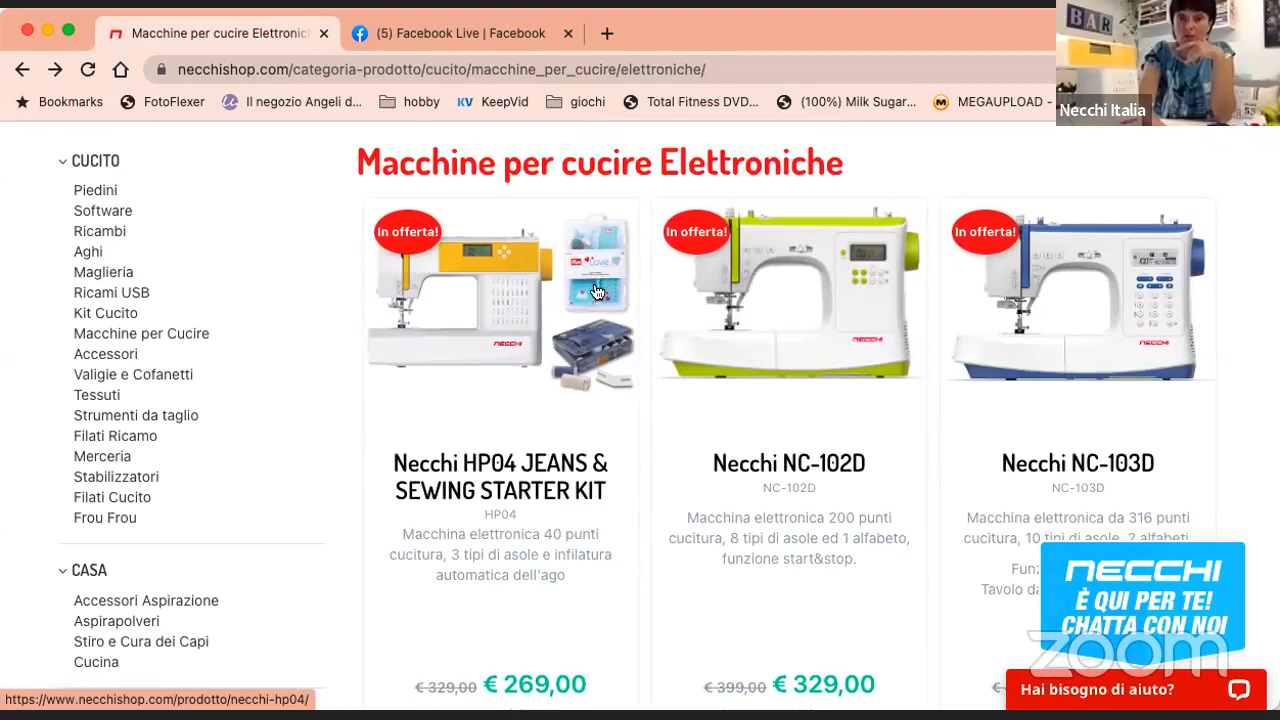 Macchine per cucire Elettronic
(5) Facebook Live | Facebook
necchishop.com/categoria-prodotto/cucito/macchine_per_cucire/elettroniche/
Bookmarks
FotoFlexer
Il negozio Angeli d...
hobby
KV KeepVid
giochi
Total Fitness DVD...
(100%) Milk Sugar...
MEGAUPLOAD -
BAR
Necchi Italia
CUCITO
Piedini
Software
Ricambi
Aghi
Maglieria
Ricami USB
Kit Cucito
Macchine per Cucire
Accessori
Valigie e Cofanetti
Tessuti
Strumenti da taglio
Filati Ricamo
Merceria
Stabilizzatori
Filati Cucito
Frou Frou
CASA
Accessori Aspirazione
Aspirapolveri
Stiro e Cura dei Capi
Cucina
Macchine per cucire Elettroniche
In offerta!
LOVE
NECCHI
Necchi HP04 JEANS &
SEWING STARTER KIT
HP04
Macchina elettronica 40 punti
cucitura, 3 tipi di asole e infilatura
automatica dell'ago
€ 329,00 € 269,00
In offerta!
NECCHI
Necchi NC-102D
NC-102D
Macchina elettronica 200 punti
cucitura, 8 tipi di asole ed 1 alfabeto,
funzione start&stop.
€ 399,00 € 329,00
In offerta!
NECCHI
Necchi NC-103D
NC-103D
Macchina elettronica da 316 punti
cucitura, 10 tipi di asole, 2 alfabeti
Tavolo da
NECCHI
È QUI PER TE!
CHATTA CON NOI
zoom
Hai bisogno di aiuto?
https://www.necchishop.com/prodotto/necchi-hp04/